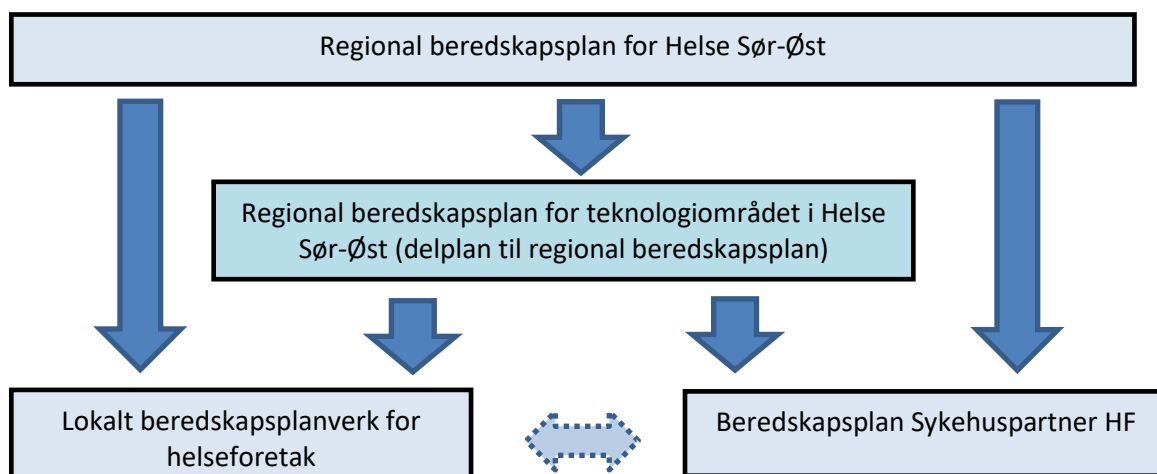 Regional beredskapsplan for Helse Sør-Øst
Regional beredskapsplan for teknologiområdet i Helse
Sør-Øst (delplan til regional beredskapsplan)
Lokalt beredskapsplanverk for
helseforetak
Beredskapsplan Sykehuspartner HF